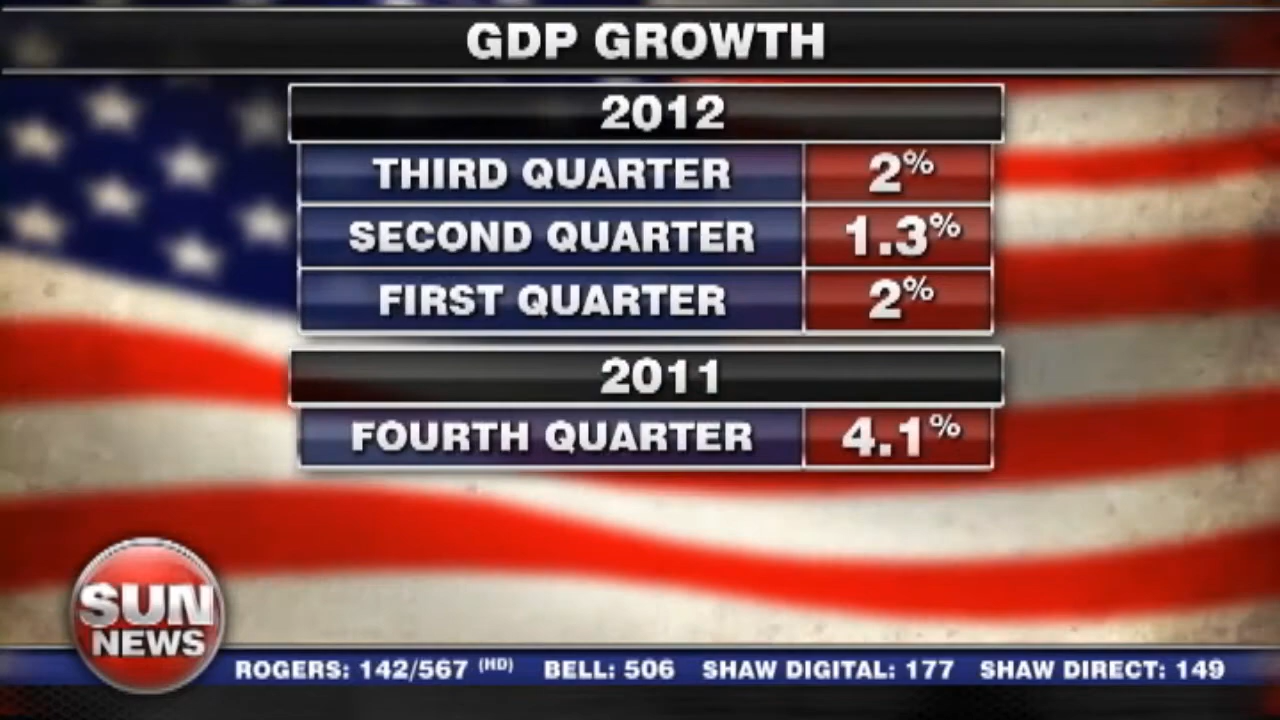 GDP GROWTH
2012
THIRD QUARTER 2%
SECOND QUARTER 1.3%
FIRST QUARTER 2%
2011
FOURTH QUARTER 4.1%
SUN
NEWS
ROGERS: 142/567 (HD) BELL: 506 SHAW DIGITAL: 177 SHAW DIRECT: 149